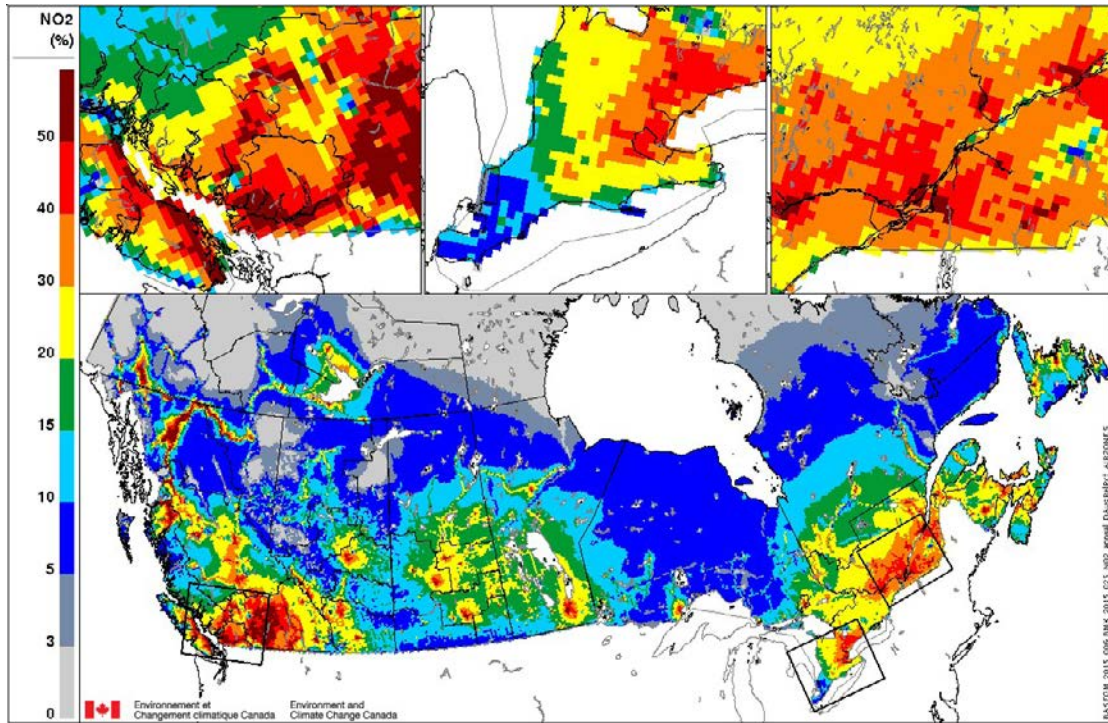 NO2
(%)
50
40
30
20
15
10
5
3
0
Environnement et
Changement climatique Canada
Environment and
Climate Change Canada